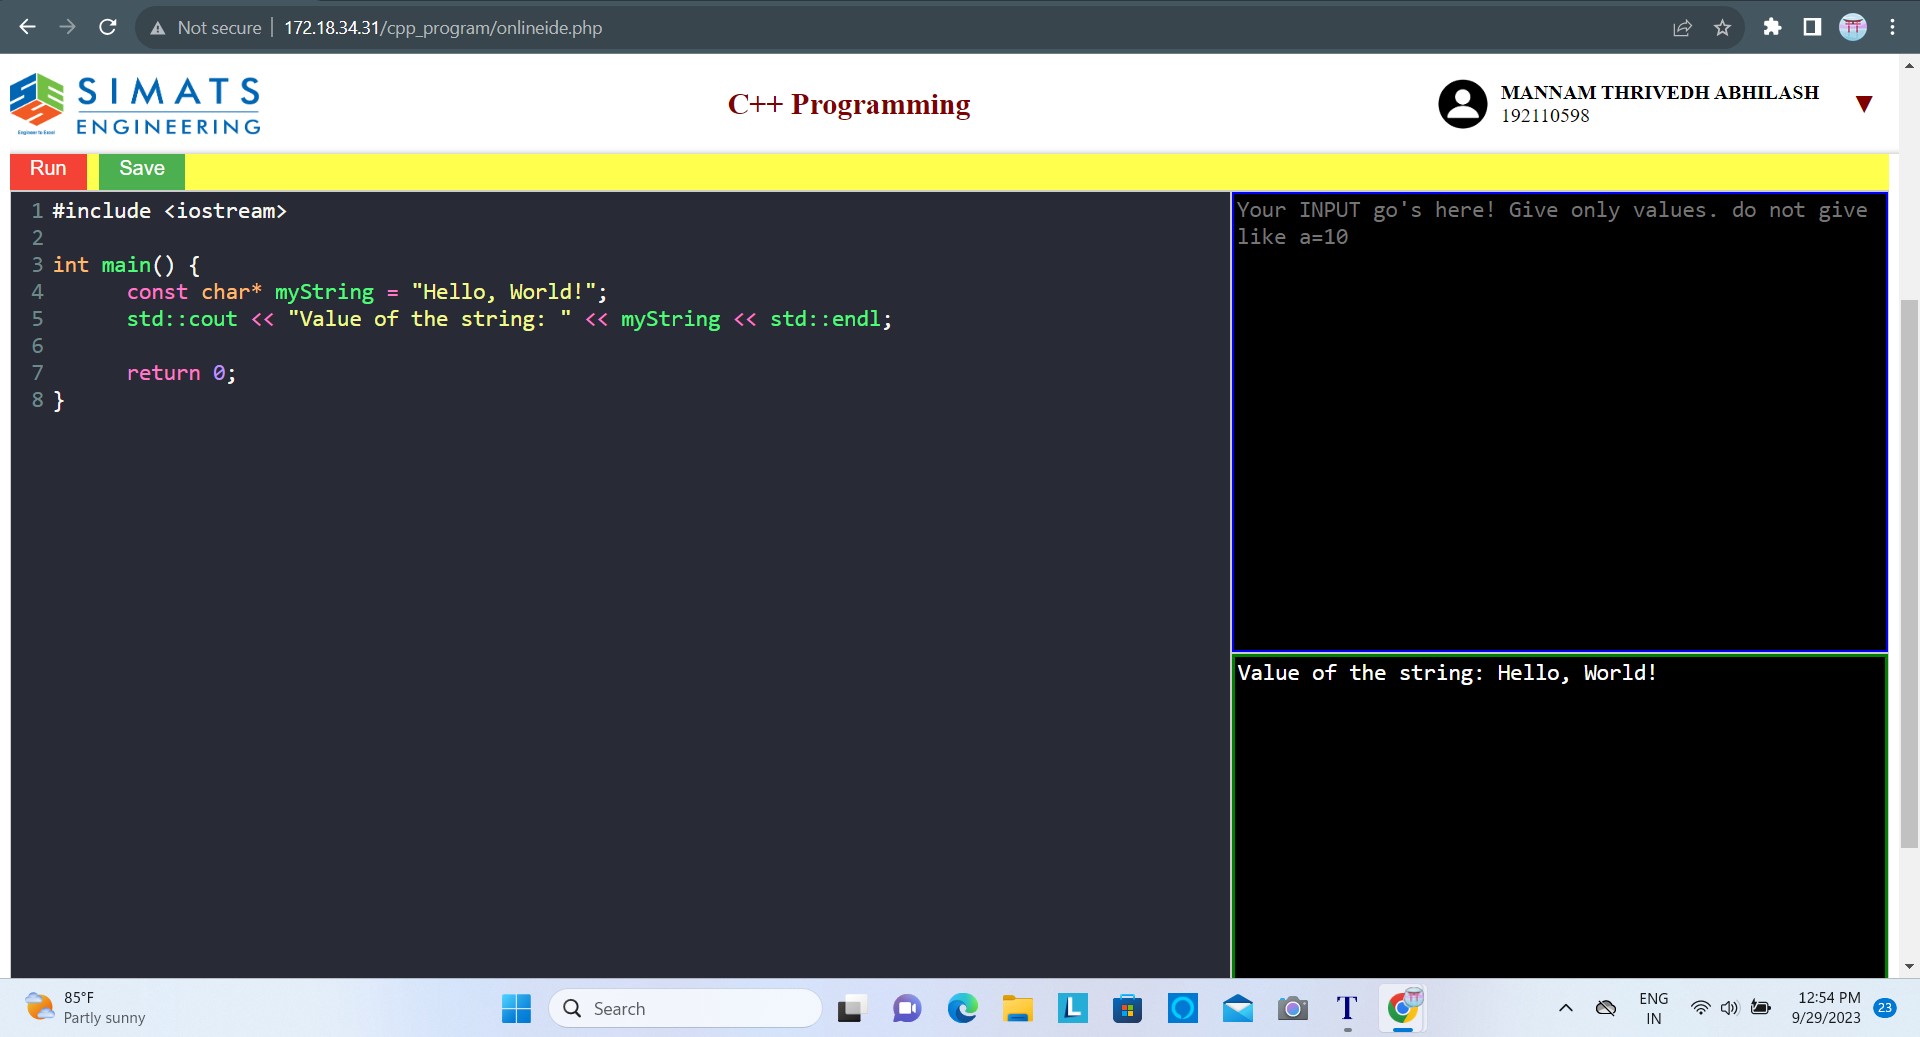 Not secure 172.18.34.31/cpp_program/onlineide.php
SIMATS
ENGINEERING
Engineer to Excel
C++ Programming
MANNAM THRIVEDH ABHILASH
192110598
Run
Save
1 #include <iostream>
2
3 int main() {
4 const char* myString = "Hello, World!";
5 std::cout << "Value of the string: " << myString << std::endl;
6
7 return 0;
8 }
Your INPUT go's here! Give only values. do not give
like a=10
Value of the string: Hello, World!
85°F
Partly sunny
Search
L
T
ENG
IN
12:54 PM
9/29/2023
23